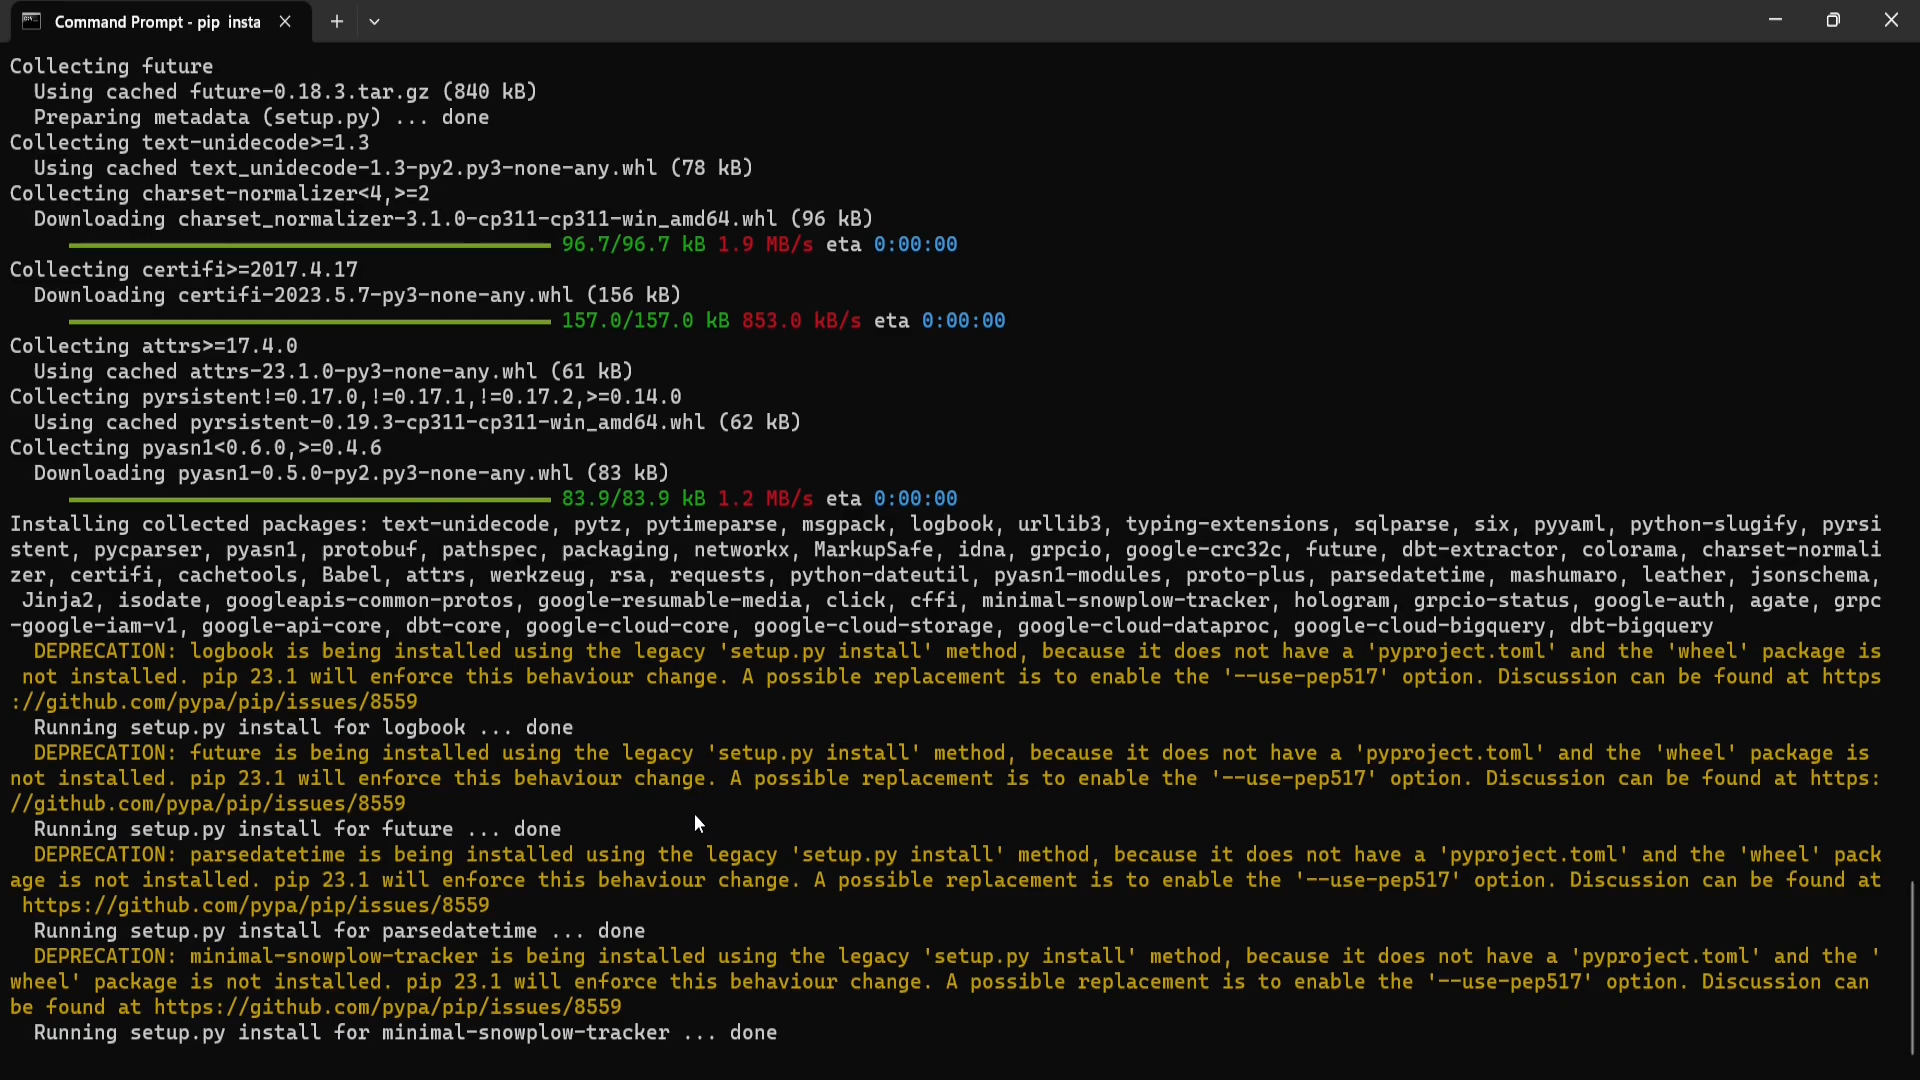 Command Prompt - pip insta
Collecting future
Using cached future-0.18.3.tar.gz (840 kB)
Preparing metadata (setup.py) ... done
Collecting text-unidecode>=1.3
Using cached text_unidecode-1.3-py2.py3-none-any.whl (78 kB)
Collecting charset-normalizer<4,>=2
Downloading charset_normalizer-3.1.0-cp311-cp311-win_amd64.whl (96 kB)
96.7/96.7 kB 1.9 MB/s eta 0:00:00
Collecting certifi>=2017.4.17
Downloading certifi-2023.5.7-py3-none-any.whl (156 kB)
157.0/157.0 kB 853.0 kB/s eta 0:00:00
Collecting attrs>=17.4.0
Using cached attrs-23.1.0-py3-none-any.whl (61 kB)
Collecting pyrsistent!=0.17.0,!=0.17.1,!=0.17.2,>=0.14.0
Using cached pyrsistent-0.19.3-cp311-cp311-win_amd64.whl (62 kB)
Collecting pyasn1<0.6.0,>=0.4.6
Downloading pyasn1-0.5.0-py2.py3-none-any.whl (83 kB)
83.9/83.9 kB 1.2 MB/s eta 0:00:00
Installing collected packages: text-unidecode, pytz, pytimeparse, msgpack, logbook, urllib3, typing-extensions, sqlparse, six, pyyaml, python-slugify, pyrsi
stent, pycparser, pyasn1, protobuf, pathspec, packaging, networkx, MarkupSafe, idna, grpcio, google-crc32c, future, dbt-extractor, colorama, charset-normali
zer, certifi, cachetools, Babel, attrs, werkzeug, rsa, requests, python-dateutil, pyasn1-modules, proto-plus, parsedatetime, mashumaro, leather, jsonschema,
Jinja2, isodate, googleapis-common-protos, google-resumable-media, click, cffi, minimal-snowplow-tracker, hologram, grpcio-status, google-auth, agate, grpc
-google-iam-v1, google-api-core, dbt-core, google-cloud-core, google-cloud-storage, google-cloud-dataproc, google-cloud-bigquery, dbt-bigquery
DEPRECATION: logbook is being installed using the legacy 'setup.py install' method, because it does not have a 'pyproject.toml' and the 'wheel' package is
not installed. pip 23.1 will enforce this behaviour change. A possible replacement is to enable the '--use-pep517' option. Discussion can be found at https
://github.com/pypa/pip/issues/8559
Running setup.py install for logbook ... done
DEPRECATION: future is being installed using the legacy 'setup.py install' method, because it does not have a 'pyproject.toml' and the 'wheel' package is
not installed. pip 23.1 will enforce this behaviour change. A possible replacement is to enable the '--use-pep517' option. Discussion can be found at https:
//github.com/pypa/pip/issues/8559
Running setup.py install for future ... done
DEPRECATION: parsedatetime is being installed using the legacy 'setup.py install' method, because it does not have a 'pyproject.toml' and the 'wheel' pack
age is not installed. pip 23.1 will enforce this behaviour change. A possible replacement is to enable the '--use-pep517' option. Discussion can be found at
https://github.com/pypa/pip/issues/8559
Running setup.py install for parsedatetime ... done
DEPRECATION: minimal-snowplow-tracker is being installed using the legacy 'setup.py install' method, because it does not have a 'pyproject.toml' and the '
wheel' package is not installed. pip 23.1 will enforce this behaviour change. A possible replacement is to enable the '--use-pep517' option. Discussion can
be found at https://github.com/pypa/pip/issues/8559
Running setup.py install for minimal-snowplow-tracker ... done